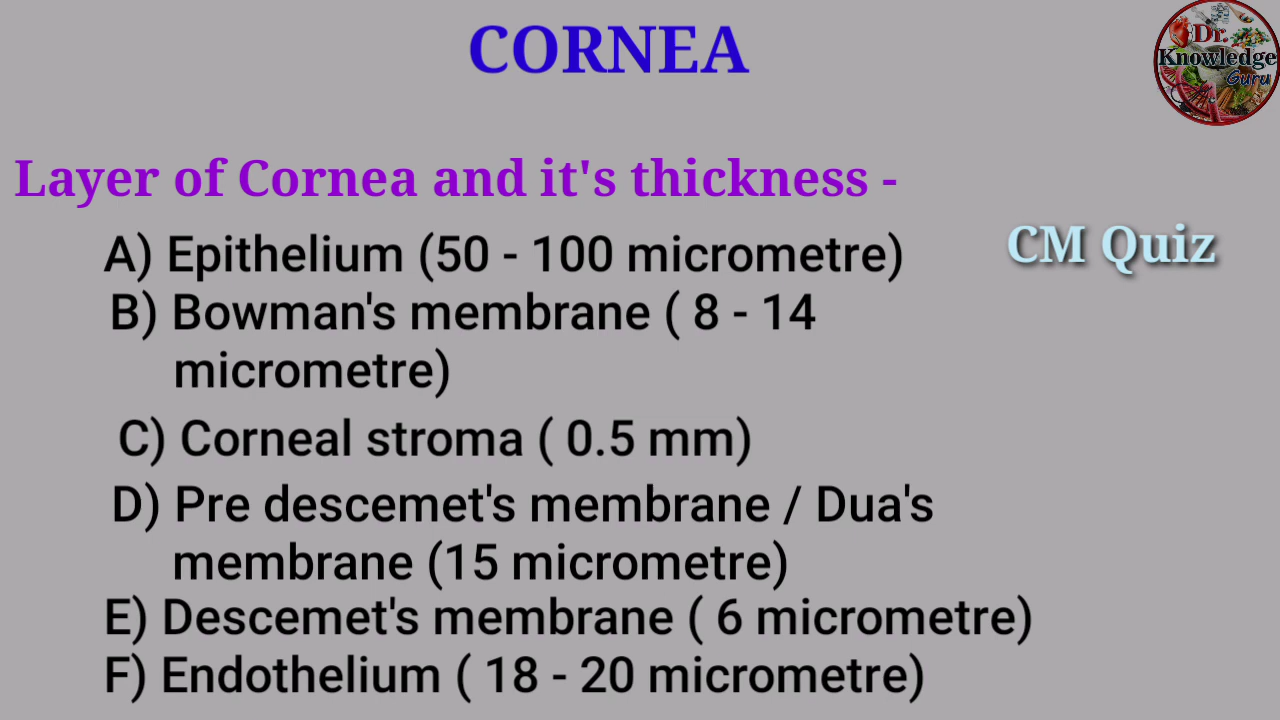 CORNEA
Dr.
Knowledge
Guru
Layer of Cornea and it's thickness -
CM Quiz
A) Epithelium (50 - 100 micrometre)
B) Bowman's membrane ( 8 - 14
micrometre)
C) Corneal stroma ( 0.5 mm)
D) Pre descemet's membrane / Dua's
membrane (15 micrometre)
E) Descemet's membrane ( 6 micrometre)
F) Endothelium ( 18 - 20 micrometre)